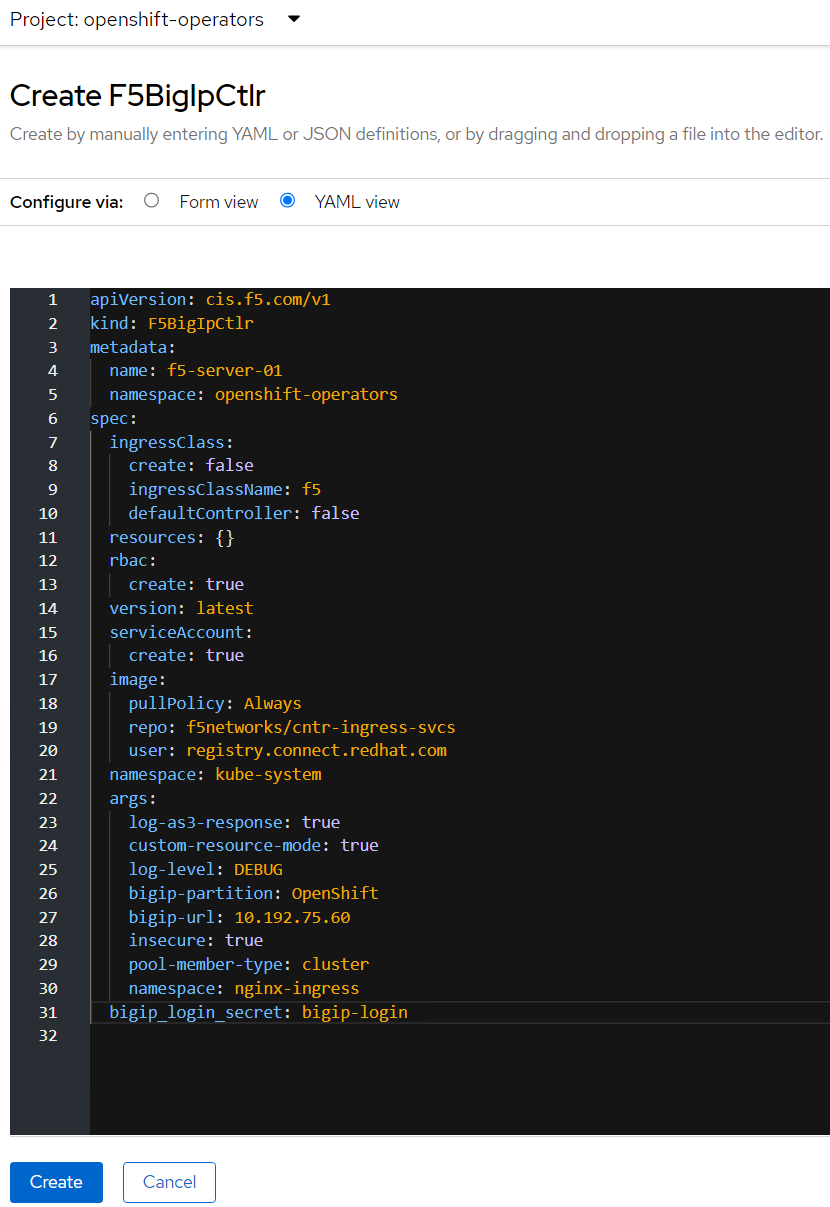 Project: openshift-operators
Create F5BigIpCtlr
Create by manually entering YAML or JSON definitions, or by dragging and dropping a file into the editor.
Configure via: Form view YAML view
1 apiVersion: cis.f5.com/v1
2 kind: F5BigIpCtlr
3 metadata:
4   name: f5-server-01
5   namespace: openshift-operators
6 spec:
7   ingressClass:
8     create: false
9     ingressClassName: f5
10     defaultController: false
11   resources: {}
12   rbac:
13     create: true
14   version: latest
15   serviceAccount:
16     create: true
17   image:
18     pullPolicy: Always
19     repo: f5networks/cntr-ingress-svcs
20     user: registry.connect.redhat.com
21   namespace: kube-system
22   args:
23     log-as3-response: true
24     custom-resource-mode: true
25     log-level: DEBUG
26     bigip-partition: OpenShift
27     bigip-url: 10.192.75.60
28     insecure: true
29     pool-member-type: cluster
30     namespace: nginx-ingress
31   bigip_login_secret: bigip-login
32
Create Cancel